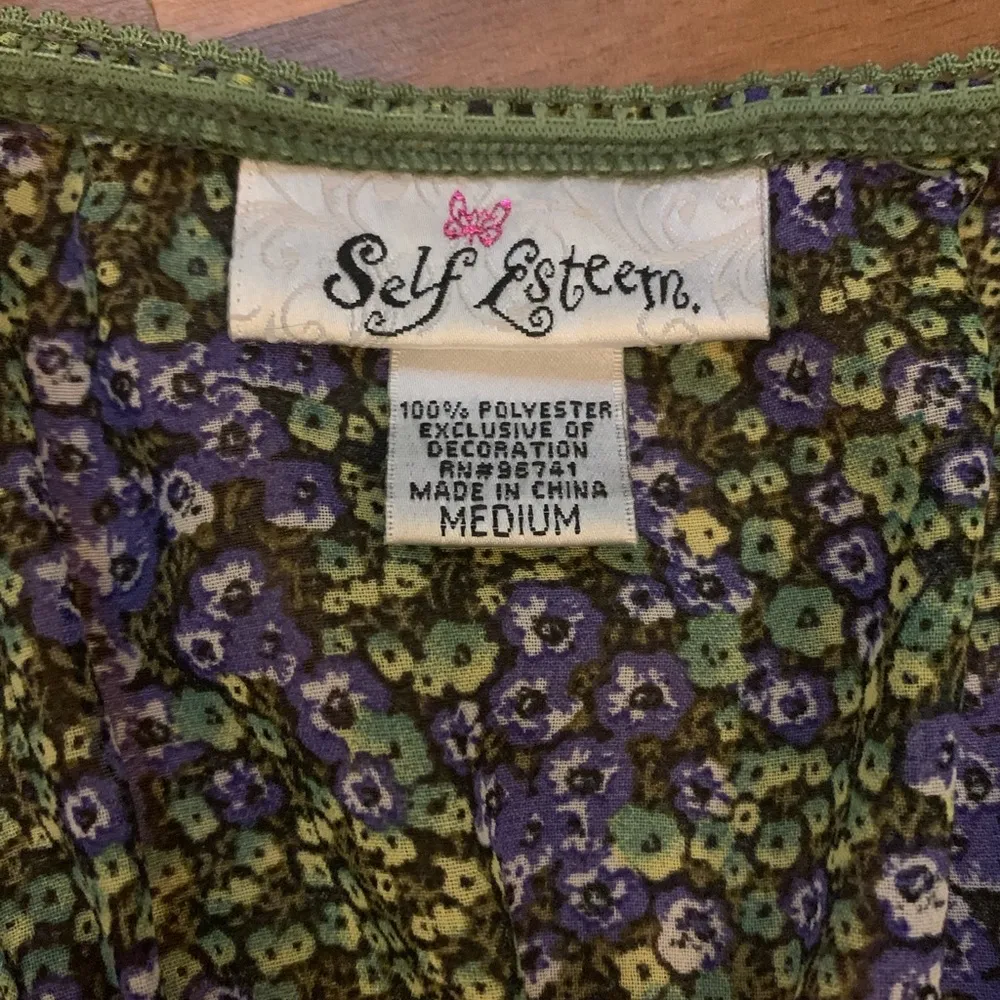 Self Esteem.
100% POLYESTER
EXCLUSIVE OF
DECORATION
RN#96741
MADE IN CHINA
MEDIUM